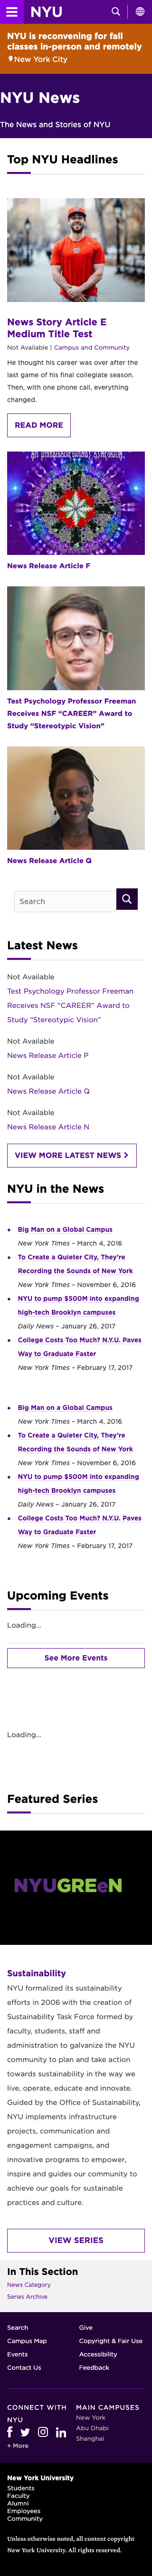 NYU
NYU is reconvening for fall
classes in-person and remotely
New York City
NYU News
The News and Stories of NYU
Top NYU Headlines
News Story Article E
Medium Title Test
Not Available | Campus and Community
He thought his career was over after the
last game of his final collegiate season.
Then, with one phone call, everything
changed.
READ MORE
News Release Article F
Test Psychology Professor Freeman
Receives NSF “CAREER” Award to
Study “Stereotypic Vision”
News Release Article Q
Search
Latest News
Not Available
Test Psychology Professor Freeman
Receives NSF “CAREER” Award to
Study “Stereotypic Vision”
Not Available
News Release Article P
Not Available
News Release Article Q
Not Available
News Release Article N
VIEW MORE LATEST NEWS
NYU in the News
Big Man on a Global Campus
New York Times – March 4, 2016
To Create a Quieter City, They’re
Recording the Sounds of New York
New York Times – November 6, 2016
NYU to pump $500M into expanding
high-tech Brooklyn campuses
Daily News – January 26, 2017
College Costs Too Much? N.Y.U. Paves
Way to Graduate Faster
New York Times – February 17, 2017
Big Man on a Global Campus
New York Times – March 4, 2016
To Create a Quieter City, They’re
Recording the Sounds of New York
New York Times – November 6, 2016
NYU to pump $500M into expanding
high-tech Brooklyn campuses
Daily News – January 26, 2017
College Costs Too Much? N.Y.U. Paves
Way to Graduate Faster
New York Times – February 17, 2017
Upcoming Events
Loading...
See More Events
Loading...
Featured Series
NYUGREeN
Sustainability
NYU formalized its sustainability
efforts in 2006 with the creation of
Sustainability Task Force formed by
faculty, students, staff and
administration to galvanize the NYU
community to plan and take action
towards sustainability in the way we
live, operate, educate and innovate.
Guided by the Office of Sustainability,
NYU implements infrastructure
projects, communication and
engagement campaigns, and
innovative programs to empower,
inspire and guides our community to
achieve our goals for sustainable
practices and culture.
VIEW SERIES
In This Section
News Category
Series Archive
Search
Give
Campus Map
Copyright & Fair Use
Events
Accessibility
Contact Us
Feedback
CONNECT WITH
NYU
+ More
MAIN CAMPUSES
New York
Abu Dhabi
Shanghai
New York University
Students
Faculty
Alumni
Employees
Community
Unless otherwise noted, all content copyright
New York University. All rights reserved.